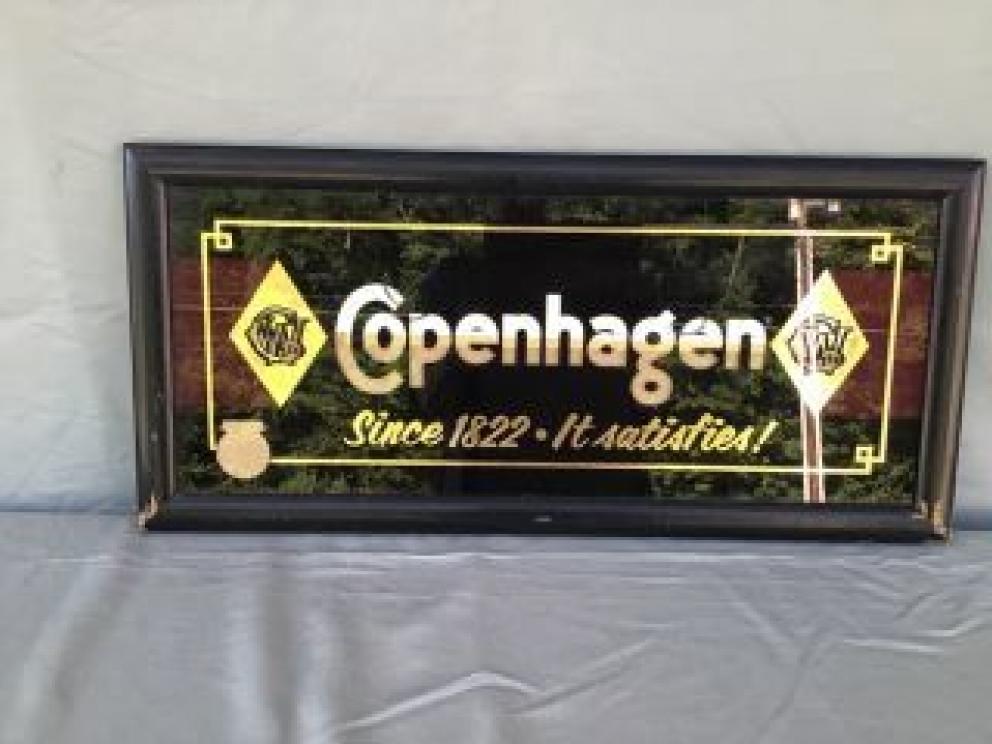 Copenhagen
Since 1822 • It satisfies!